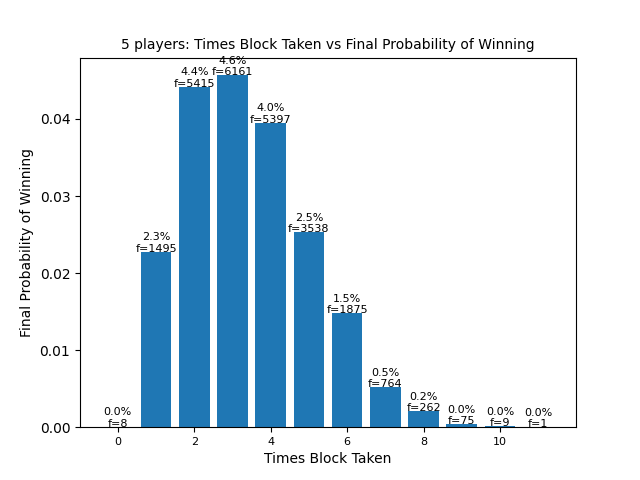 5 players: Times Block Taken vs Final Probability of Winning
Final Probability of Winning
0.04
0.03
0.02
0.01
0.00
0.0%
f=8
2.3%
f=1495
4.4%
f=5415
4.6%
f=6161
4.0%
f=5397
2.5%
f=3538
1.5%
f=1875
0.5%
f=764
0.2%
f=262
0.0%
f=75
0.0%
f=9
0.0%
f=1
0
2
4
6
8
10
Times Block Taken